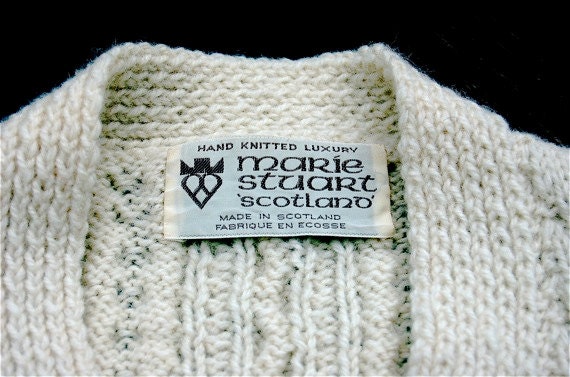 HAND KNITTED LUXURY
marie
stuart
'scotland'
MADE IN SCOTLAND
FABRIQUE EN ECOSSE